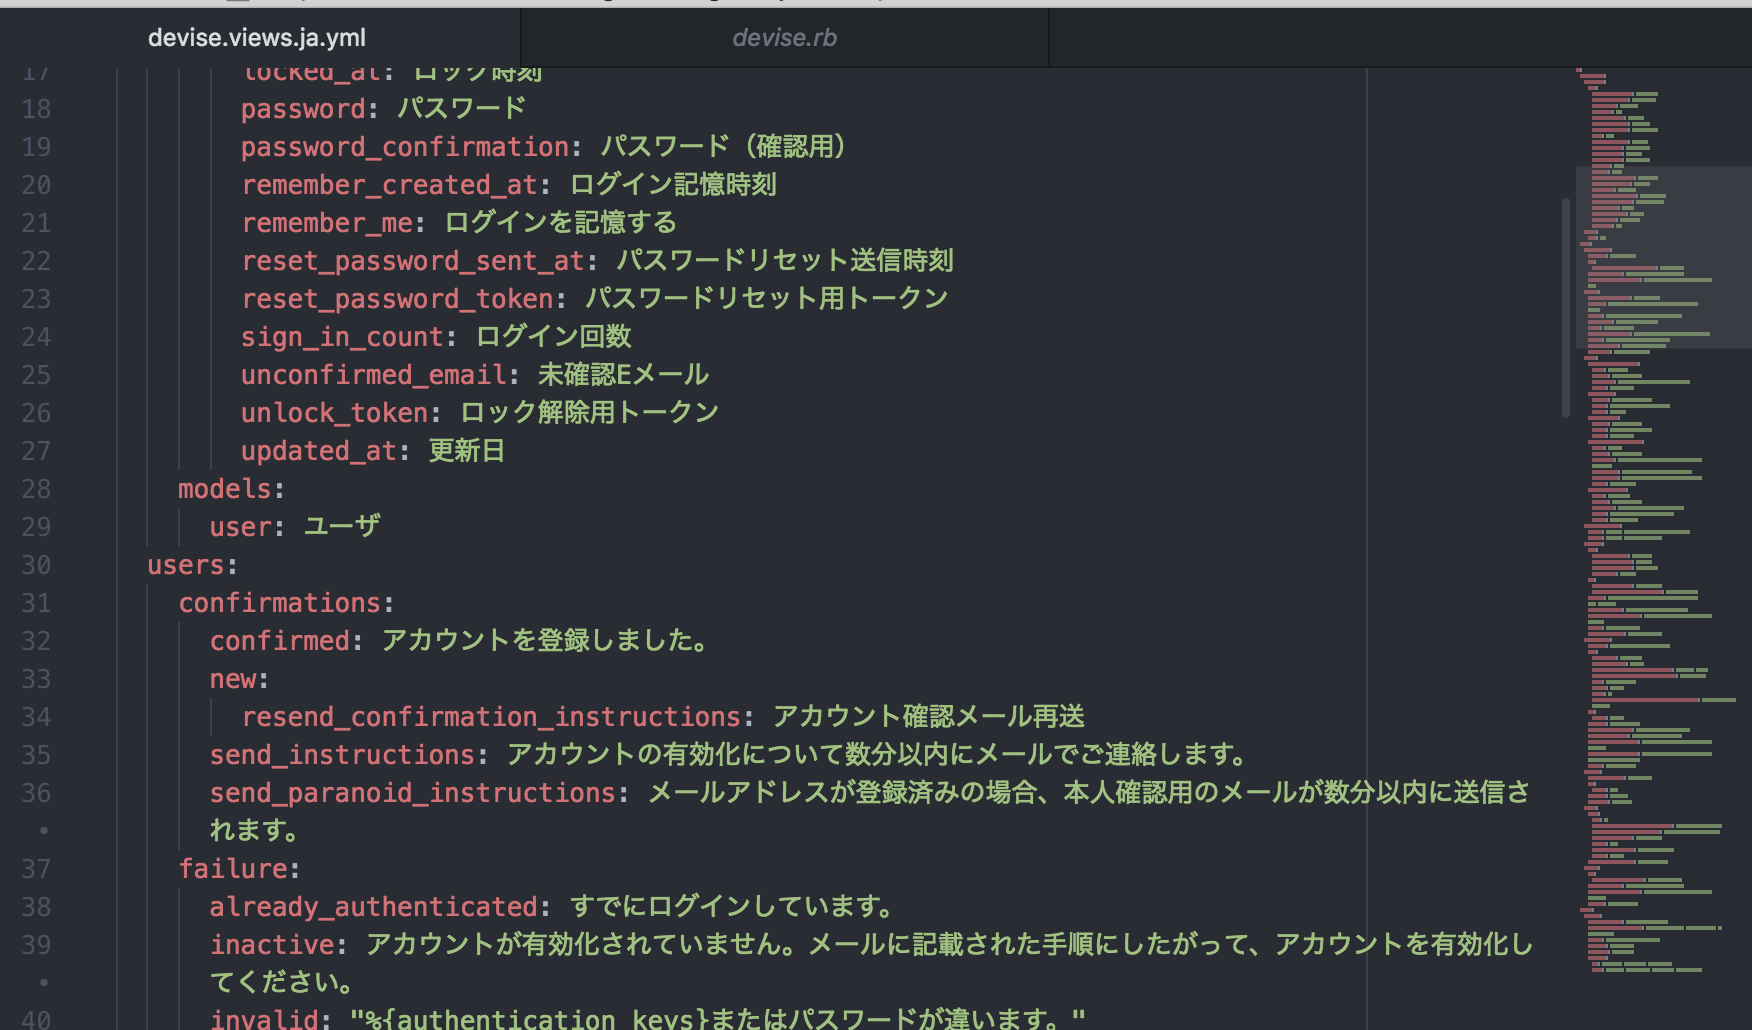 devise.views.ja.yml
devise.rb
17 locked_at: ロック時刻
18 password: パスワード
19 password_confirmation: パスワード（確認用）
20 remember_created_at: ログイン記憶時刻
21 remember_me: ログインを記憶する
22 reset_password_sent_at: パスワードリセット送信時刻
23 reset_password_token: パスワードリセット用トークン
24 sign_in_count: ログイン回数
25 unconfirmed_email: 未確認Eメール
26 unlock_token: ロック解除用トークン
27 updated_at: 更新日
28 models:
29 user: ユーザ
30 users:
31 confirmations:
32 confirmed: アカウントを登録しました。
33 new:
34 resend_confirmation_instructions: アカウント確認メール再送
35 send_instructions: アカウントの有効化について数分以内にメールでご連絡します。
36 send_paranoid_instructions: メールアドレスが登録済みの場合、本人確認用のメールが数分以内に送信さ
• れます。
37 failure:
38 already_authenticated: すでにログインしています。
39 inactive: アカウントが有効化されていません。メールに記載された手順にしたがって、アカウントを有効化し
• てください。
40 invalid: "%{authentication_keys}またはパスワードが違います。"